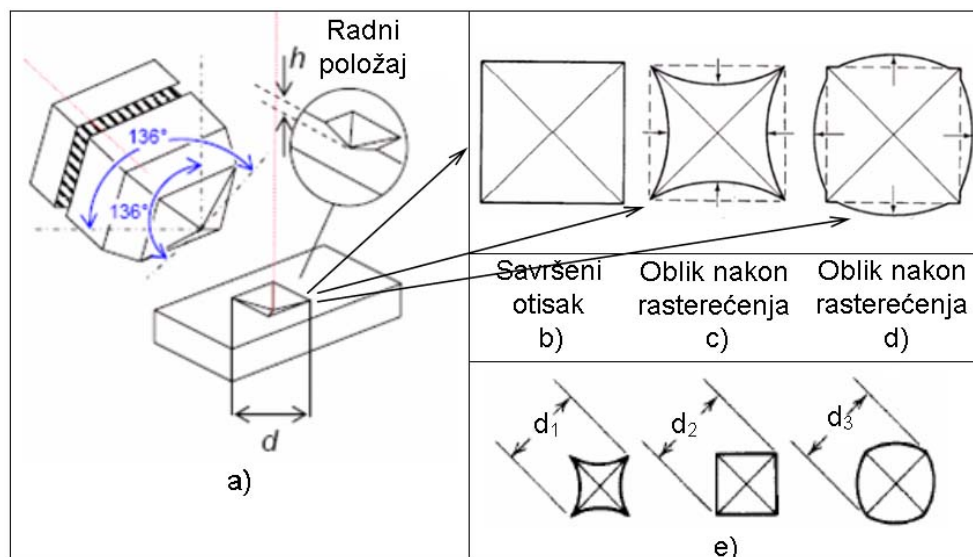 Radni
položaj
h
136°
136°
d
a)
Savršeni
otisak
b)
Oblik nakon
rasterećenja
c)
Oblik nakon
rasterećenja
d)
d1
d2
d3
e)